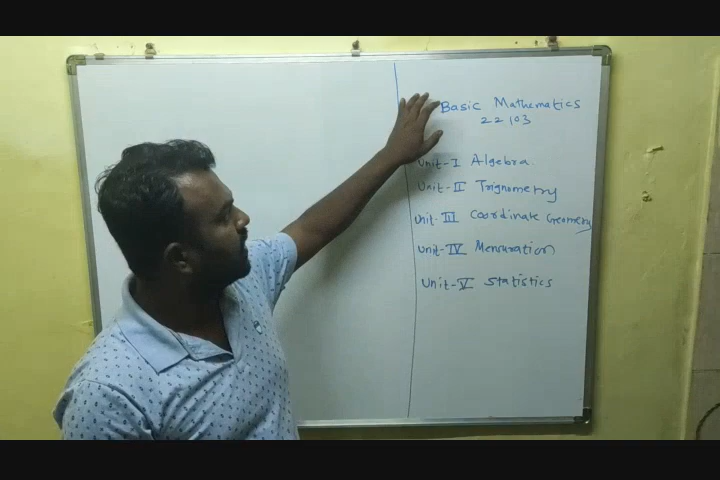 Basic Mathematics
22103
Unit-I Algebra.
Unit-II Trignometry
Unit-III Coordinate Geometry
Unit-IV Mensuration
Unit-V Statistics